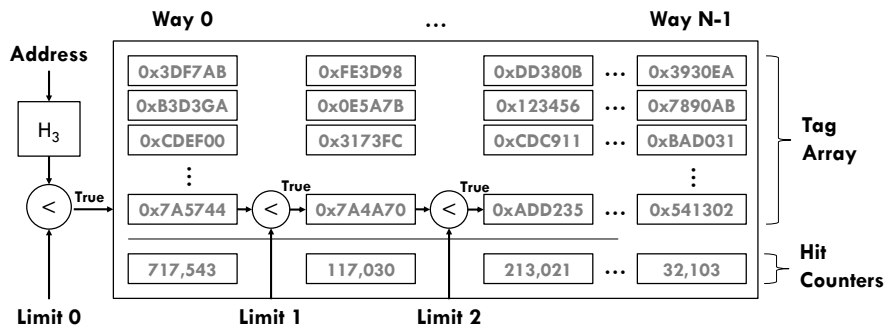 Way 0 ... Way N-1
Address
0x3DF7AB 0xFE3D98 0xDD380B ... 0x3930EA
0xB3D3GA 0x0E5A7B 0x123456 ... 0x7890AB
H3
0xCDEF00 0x3173FC 0xCDC911 ... 0xBAD031
Tag
Array
True True True
< < <
0x7A5744 0x7A4A70 0xADD235 ... 0x541302
717,543 117,030 213,021 ... 32,103
Hit
Counters
Limit 0 Limit 1 Limit 2